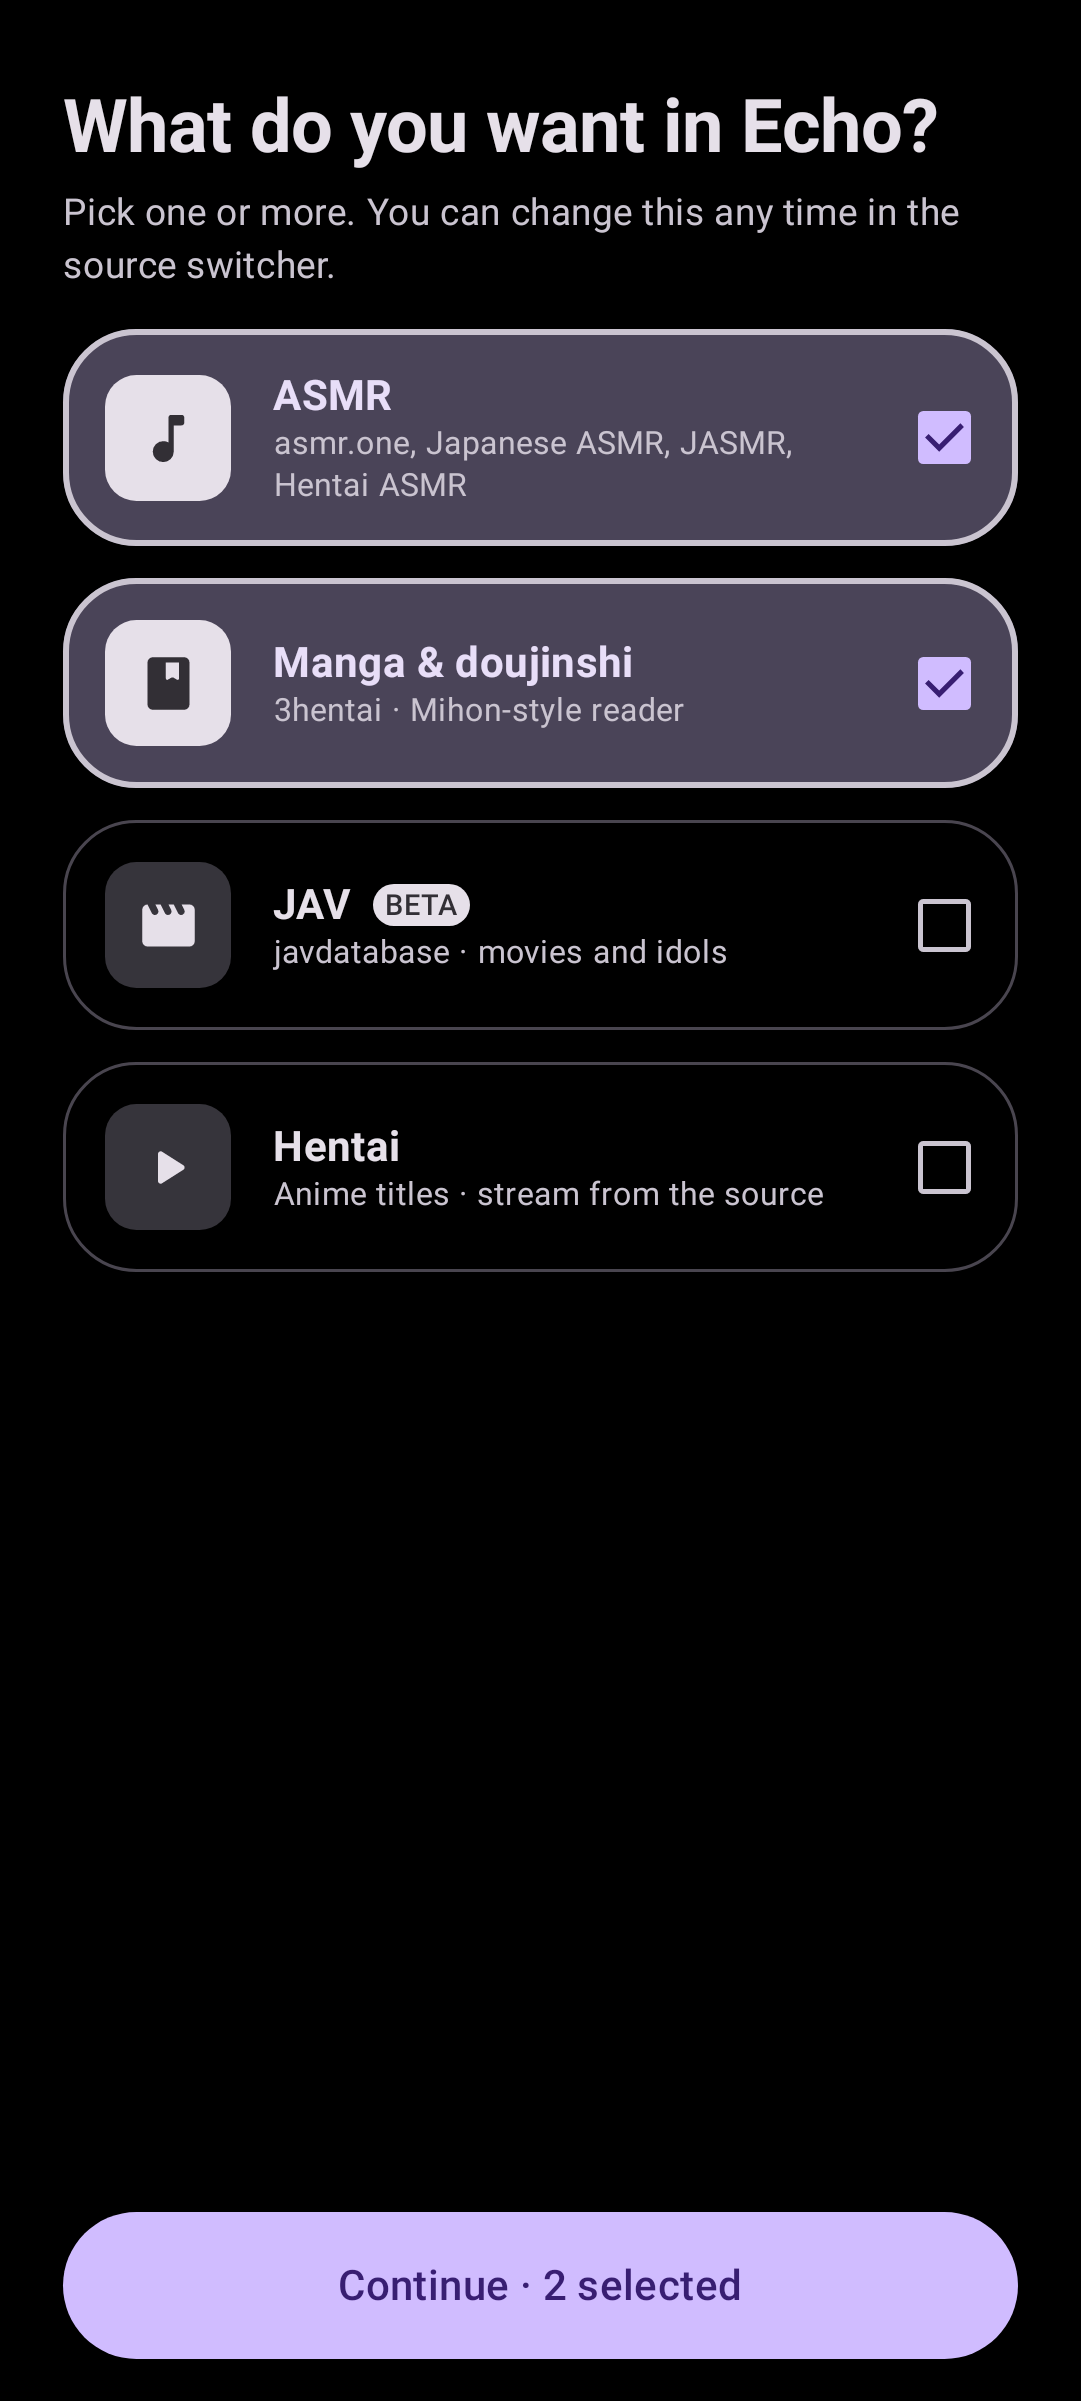 What do you want in Echo?
Pick one or more. You can change this any time in the
source switcher.
ASMR
asmr.one, Japanese ASMR, JASMR,
Hentai ASMR
Manga & doujinshi
3hentai · Mihon-style reader
JAV BETA
javdatabase · movies and idols
Hentai
Anime titles · stream from the source
Continue · 2 selected